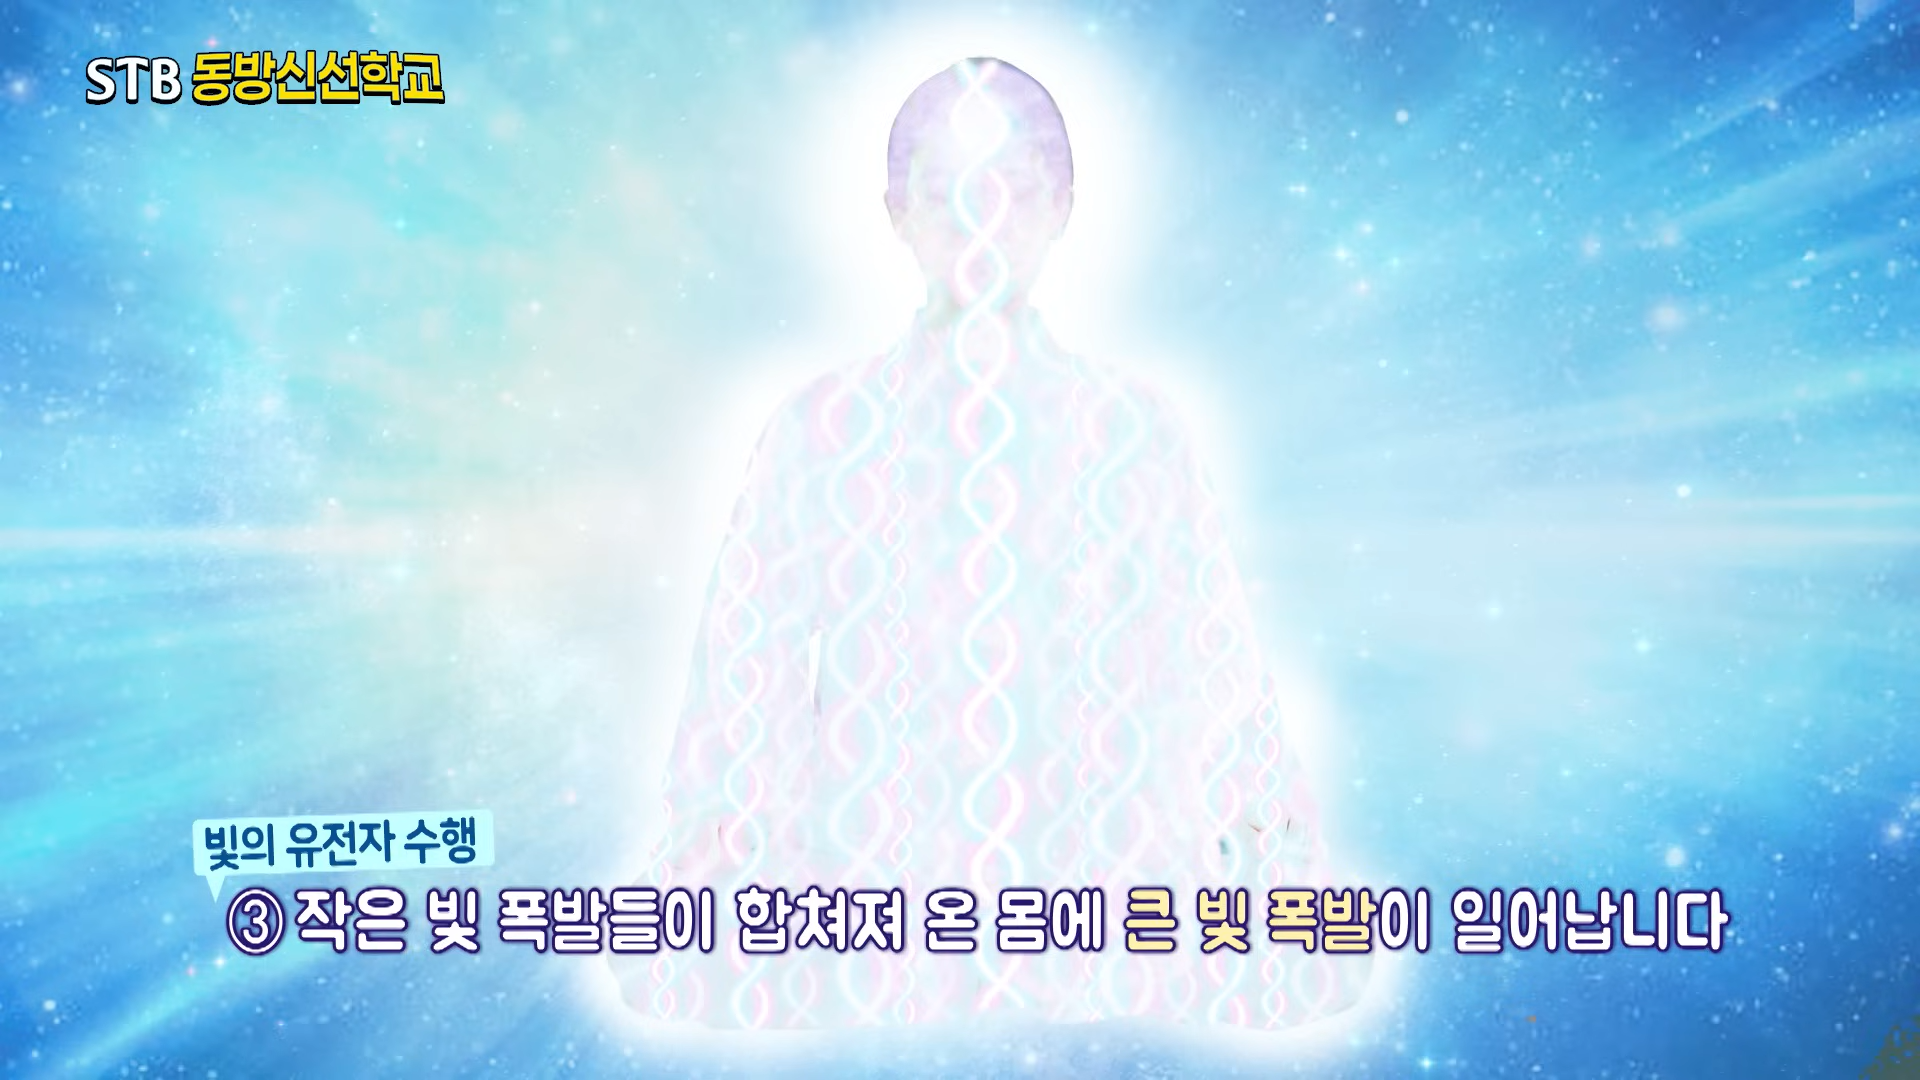 STB 동방신선학교
빛의 유전자 수행
③ 작은 빛 폭발들이 합쳐져 온 몸에 큰 빛 폭발이 일어납니다